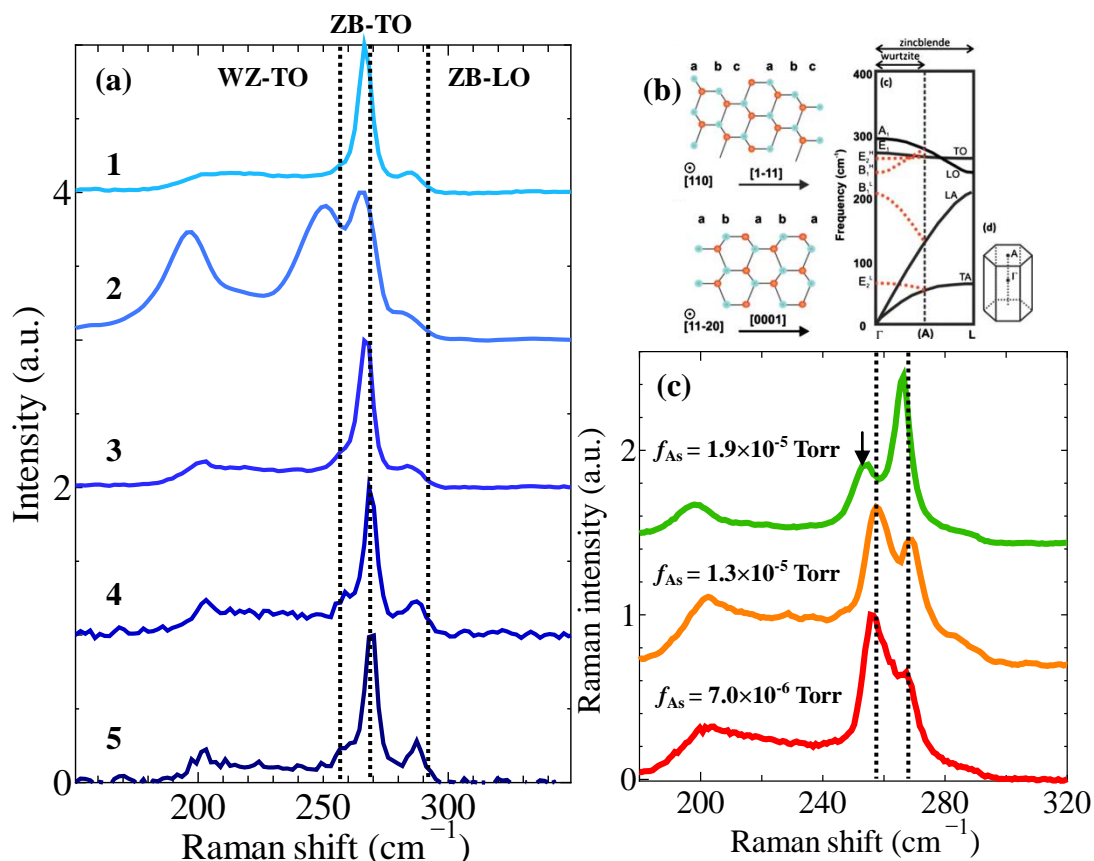 ZB-TO
(a)
WZ-TO
ZB-LO
1
4
2
3
2
4
5
0
200
250
300
Intensity (a.u.)
Raman shift (cm⁻¹)
(b)
a b c a b c
[110]
[1-11]
a b a b a
[11-20]
[0001]
zincblende
wurtzite
400
(c)
300
200
100
0
Frequency (cm⁻¹)
A₁
E₁
E₂ᴴ
B₁ᴴ
B₁ᴸ
E₂ᴸ
TO
LO
LA
TA
Γ
(A)
L
(d)
A
Γ
(c)
2
f_As = 1.9×10⁻⁵ Torr
f_As = 1.3×10⁻⁵ Torr
1
f_As = 7.0×10⁻⁶ Torr
0
200
240
280
320
Raman intensity (a.u.)
Raman shift (cm⁻¹)